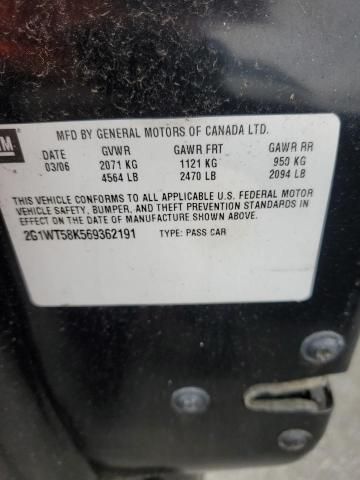 GM
MFD BY GENERAL MOTORS OF CANADA LTD.
DATE GVWR GAWR FRT GAWR RR
03/06 2071 KG 1121 KG 950 KG
4564 LB 2470 LB 2094 LB
THIS VEHICLE CONFORMS TO ALL APPLICABLE U.S. FEDERAL MOTOR
VEHICLE SAFETY, BUMPER, AND THEFT PREVENTION STANDARDS IN
EFFECT ON THE DATE OF MANUFACTURE SHOWN ABOVE.
2G1WT58K569362191 TYPE: PASS CAR